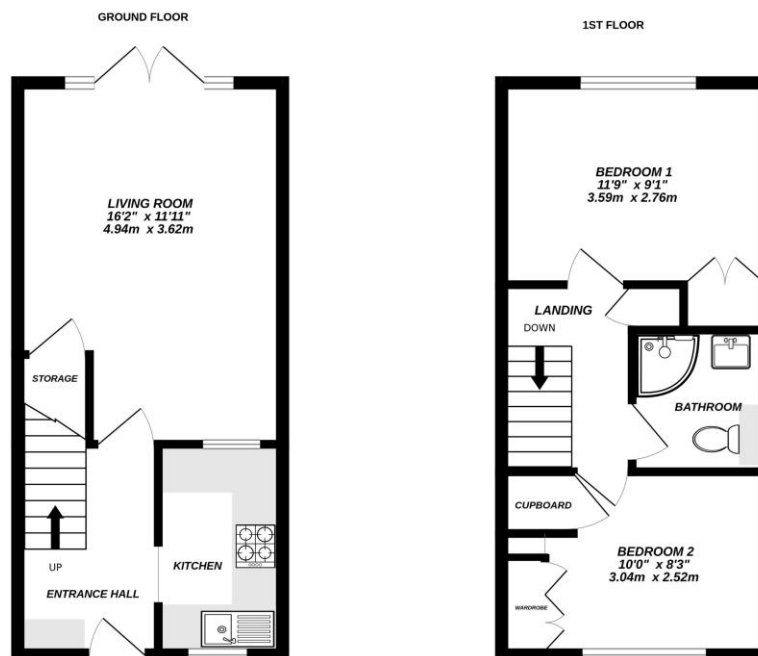 GROUND FLOOR
LIVING ROOM
16'2" x 11'11"
4.94m x 3.62m
STORAGE
UP
ENTRANCE HALL
KITCHEN
1ST FLOOR
BEDROOM 1
11'9" x 9'1"
3.59m x 2.76m
LANDING
DOWN
BATHROOM
CUPBOARD
BEDROOM 2
10'0" x 8'3"
3.04m x 2.52m
WARDROBE